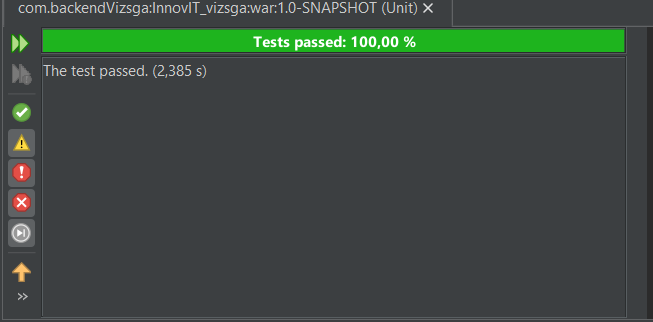 com.backendVizsga:InnovIT_vizsga:war:1.0-SNAPSHOT (Unit) ×
Tests passed: 100,00 %
The test passed. (2,385 s)